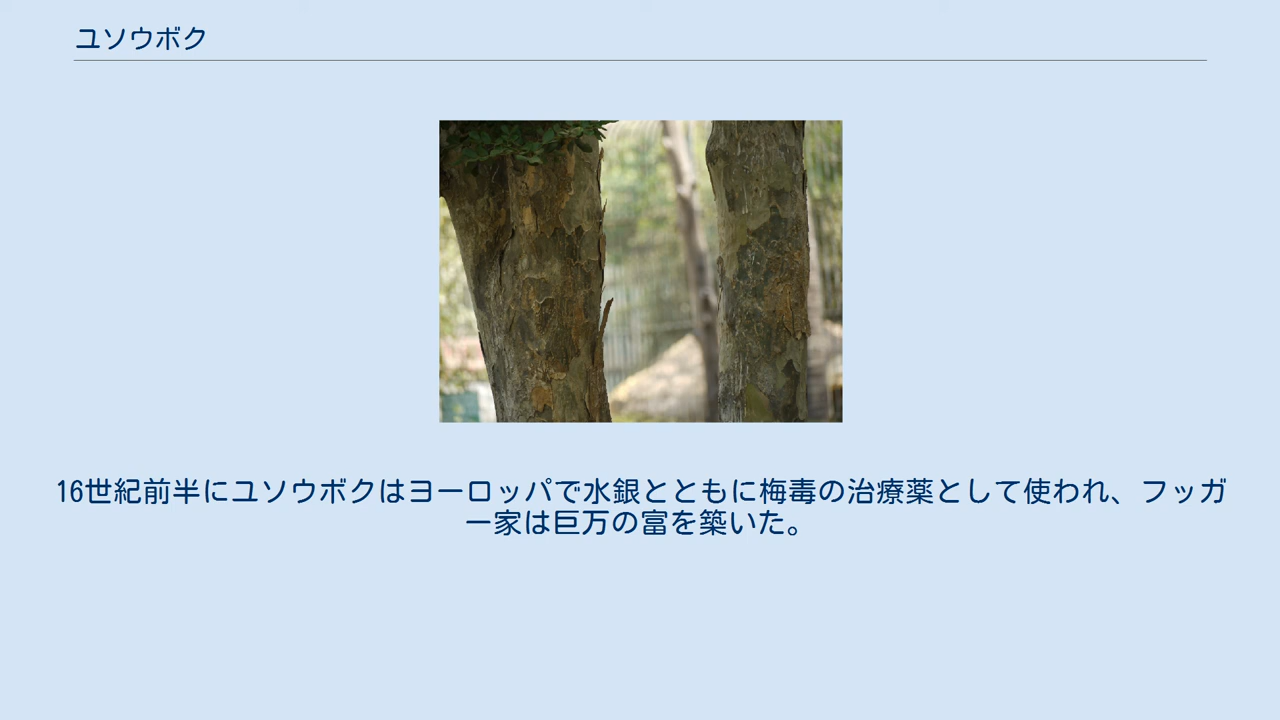 ユソウボク
16世紀前半にユソウボクはヨーロッパで水銀とともに梅毒の治療薬として使われ、フッガ
ー家は巨万の富を築いた。